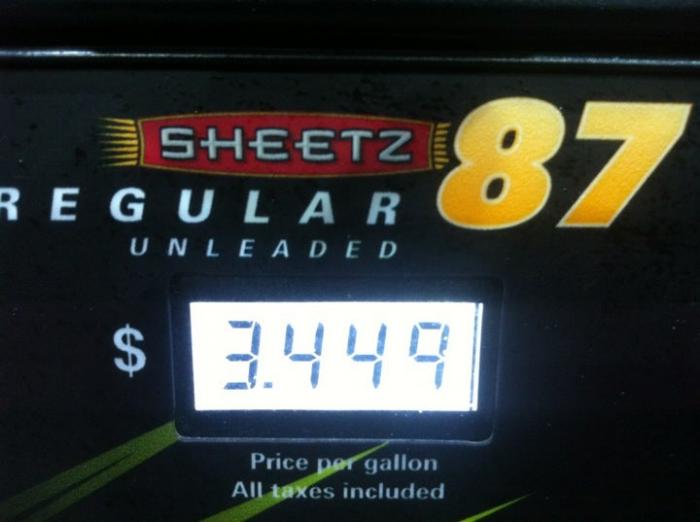 SHEETZ 87
REGULAR
UNLEADED
$ 3.449
Price per gallon
All taxes included